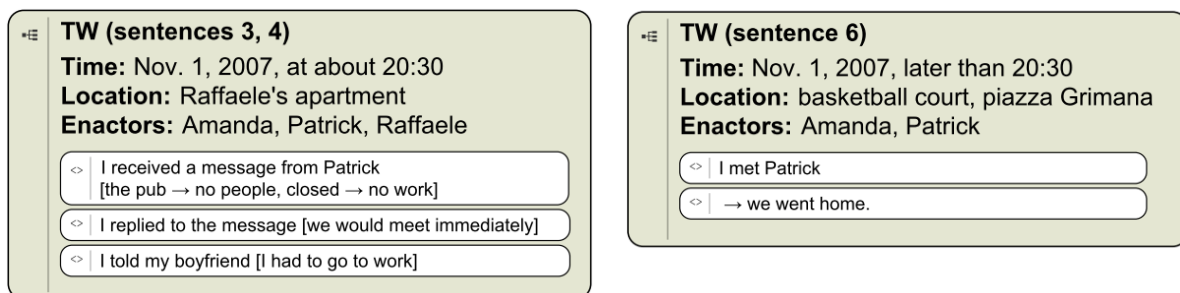 TW (sentences 3, 4)
Time: Nov. 1, 2007, at about 20:30
Location: Raffaele's apartment
Enactors: Amanda, Patrick, Raffaele
<> I received a message from Patrick
[the pub → no people, closed → no work]
<> I replied to the message [we would meet immediately]
<> I told my boyfriend [I had to go to work]
TW (sentence 6)
Time: Nov. 1, 2007, later than 20:30
Location: basketball court, piazza Grimana
Enactors: Amanda, Patrick
<> I met Patrick
<> → we went home.